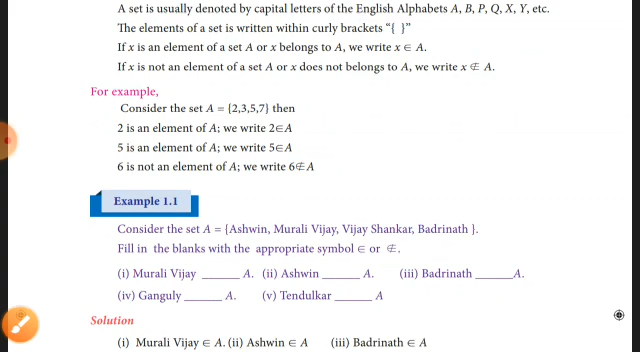 A set is usually denoted by capital letters of the English Alphabets A, B, P, Q, X, Y, etc.
The elements of a set is written within curly brackets “{ }”
If x is an element of a set A or x belongs to A, we write x ∈ A.
If x is not an element of a set A or x does not belongs to A, we write x ∉ A.
For example,
Consider the set A = {2,3,5,7} then
2 is an element of A; we write 2∈A
5 is an element of A; we write 5∈A
6 is not an element of A; we write 6∉A
Example 1.1
Consider the set A = {Ashwin, Murali Vijay, Vijay Shankar, Badrinath }.
Fill in the blanks with the appropriate symbol ∈ or ∉.
(i) Murali Vijay ______ A. (ii) Ashwin ______ A. (iii) Badrinath ______A.
(iv) Ganguly ______ A. (v) Tendulkar ______ A
Solution
(i) Murali Vijay ∈ A. (ii) Ashwin ∈ A (iii) Badrinath ∈ A